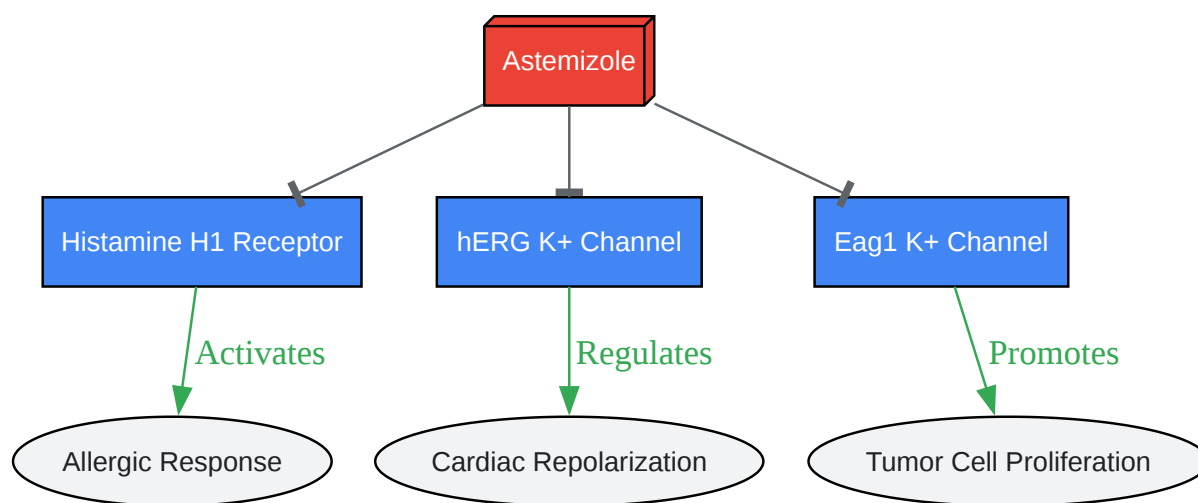 Astemizole
Histamine H1 Receptor
hERG K+ Channel
Eag1 K+ Channel
Activates
Regulates
Promotes
Allergic Response
Cardiac Repolarization
Tumor Cell Proliferation